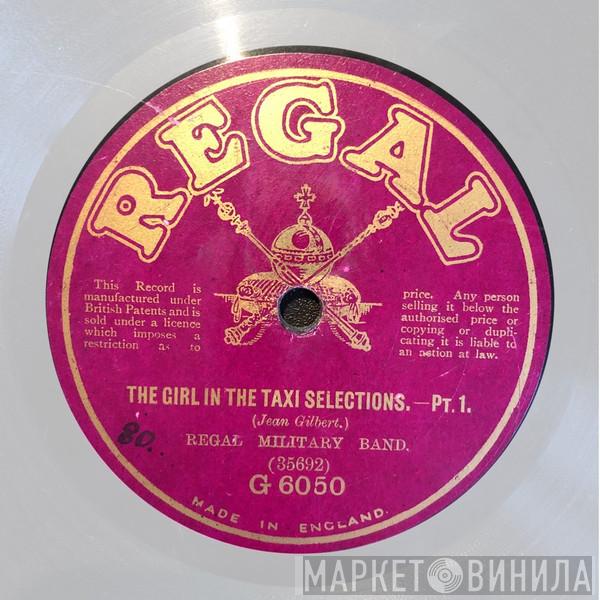 REGAL
This Record is
manufactured under
British Patents and is
sold under a licence
which imposes a
restriction as to
price. Any person
selling it below the
authorised price or
copying or dupli-
cating it is liable to
an action at law.
THE GIRL IN THE TAXI SELECTIONS.—PT. 1.
(Jean Gilbert.)
80.
REGAL MILITARY BAND.
(35692)
G 6050
MADE IN ENGLAND.
МАРКЕТ ВИНИЛА